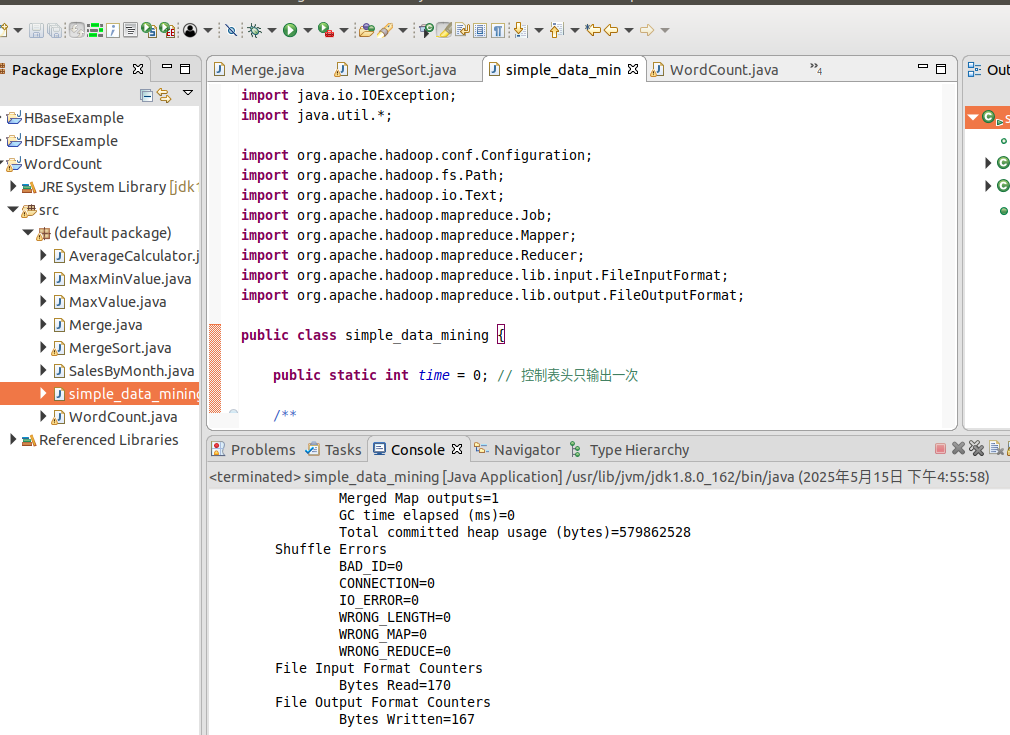 Package Explorer
HBaseExample
HDFSExample
WordCount
JRE System Library [jdk1
src
(default package)
AverageCalculator.j
MaxMinValue.java
MaxValue.java
Merge.java
MergeSort.java
SalesByMonth.java
simple_data_mining
WordCount.java
Referenced Libraries
Merge.java MergeSort.java simple_data_min WordCount.java »4
import java.io.IOException;
import java.util.*;
import org.apache.hadoop.conf.Configuration;
import org.apache.hadoop.fs.Path;
import org.apache.hadoop.io.Text;
import org.apache.hadoop.mapreduce.Job;
import org.apache.hadoop.mapreduce.Mapper;
import org.apache.hadoop.mapreduce.Reducer;
import org.apache.hadoop.mapreduce.lib.input.FileInputFormat;
import org.apache.hadoop.mapreduce.lib.output.FileOutputFormat;
public class simple_data_mining {
public static int time = 0; // 控制表头只输出一次
/**
Out
Problems Tasks Console Navigator Type Hierarchy
<terminated> simple_data_mining [Java Application] /usr/lib/jvm/jdk1.8.0_162/bin/java (2025年5月15日 下午4:55:58)
Merged Map outputs=1
GC time elapsed (ms)=0
Total committed heap usage (bytes)=579862528
Shuffle Errors
BAD_ID=0
CONNECTION=0
IO_ERROR=0
WRONG_LENGTH=0
WRONG_MAP=0
WRONG_REDUCE=0
File Input Format Counters
Bytes Read=170
File Output Format Counters
Bytes Written=167